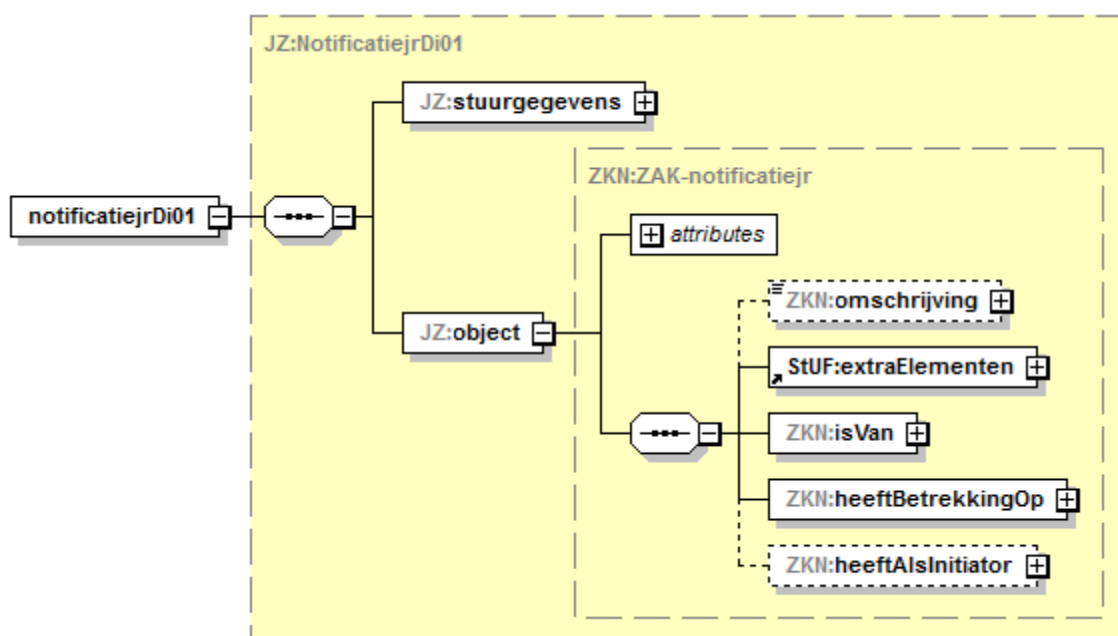 JZ:NotificatiejrDi01
JZ:stuurgegevens
ZKN:ZAK-notificatiejr
notificatiejrDi01
attributes
ZKN:omschrijving
JZ:object
StUF:extraElementen
ZKN:isVan
ZKN:heeftBetrekkingOp
ZKN:heeftAlsInitiator